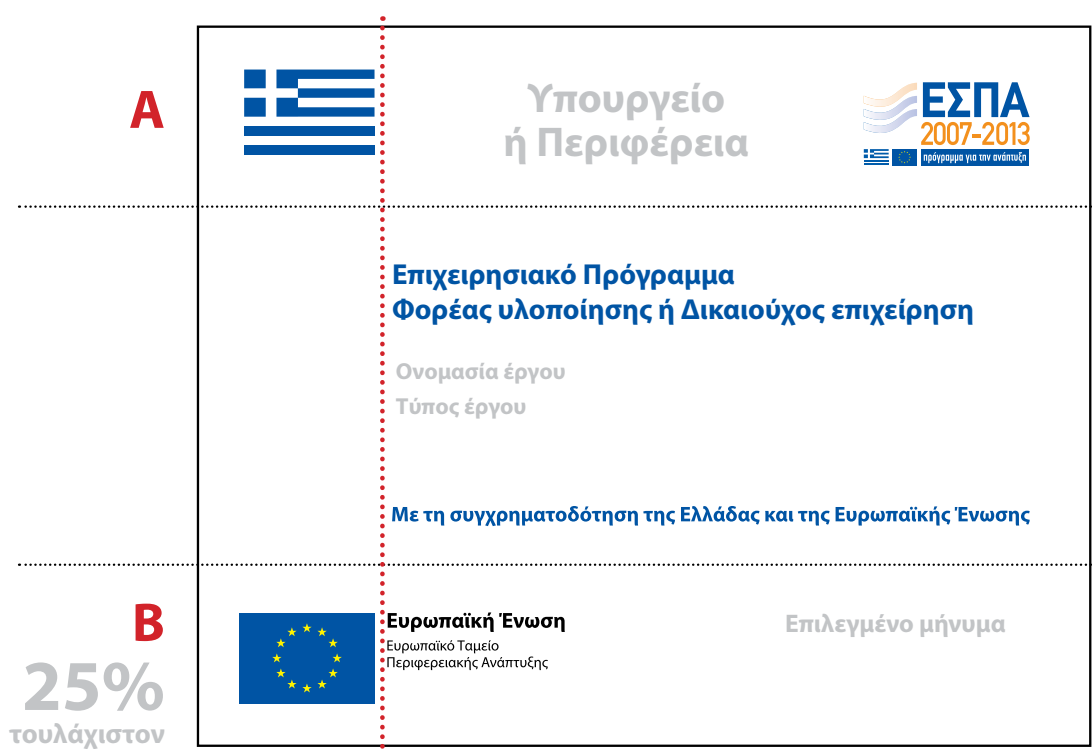 A
Υπουργείο
ή Περιφέρεια
ΕΣΠΑ
2007-2013
πρόγραμμα για την ανάπτυξη
Επιχειρησιακό Πρόγραμμα
Φορέας υλοποίησης ή Δικαιούχος επιχείρηση
Ονομασία έργου
Τύπος έργου
Με τη συγχρηματοδότηση της Ελλάδας και της Ευρωπαϊκής Ένωσης
B
25%
τουλάχιστον
Ευρωπαϊκή Ένωση
Ευρωπαϊκό Ταμείο
Περιφερειακής Ανάπτυξης
Επιλεγμένο μήνυμα